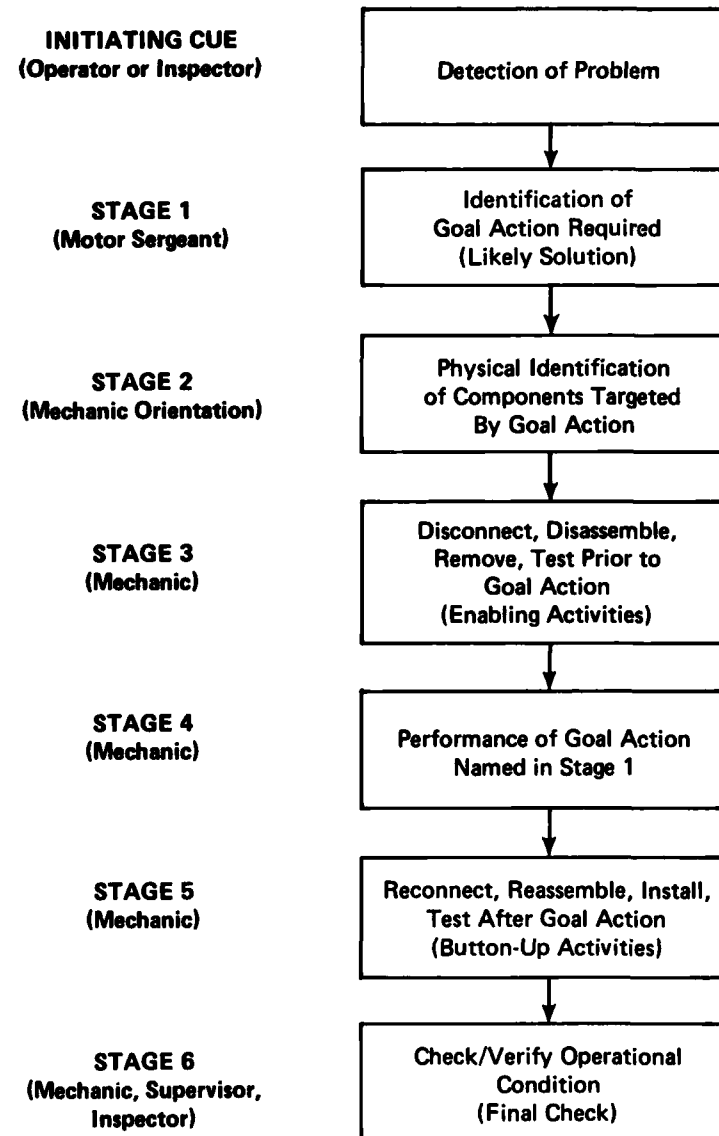 INITIATING CUE
(Operator or Inspector)
Detection of Problem
STAGE 1
(Motor Sergeant)
Identification of
Goal Action Required
(Likely Solution)
STAGE 2
(Mechanic Orientation)
Physical Identification
of Components Targeted
By Goal Action
STAGE 3
(Mechanic)
Disconnect, Disassemble,
Remove, Test Prior to
Goal Action
(Enabling Activities)
STAGE 4
(Mechanic)
Performance of Goal Action
Named in Stage 1
STAGE 5
(Mechanic)
Reconnect, Reassemble, Install,
Test After Goal Action
(Button-Up Activities)
STAGE 6
(Mechanic, Supervisor,
Inspector)
Check/Verify Operational
Condition
(Final Check)